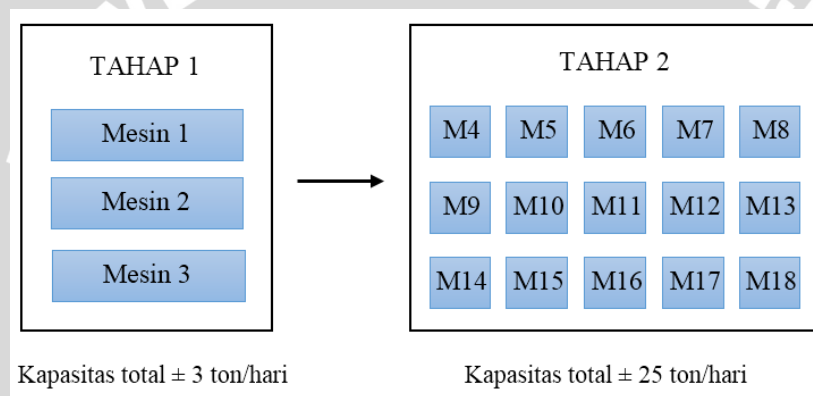 TAHAP 1
Mesin 1
Mesin 2
Mesin 3
Kapasitas total ± 3 ton/hari
TAHAP 2
M4 M5 M6 M7 M8
M9 M10 M11 M12 M13
M14 M15 M16 M17 M18
Kapasitas total ± 25 ton/hari